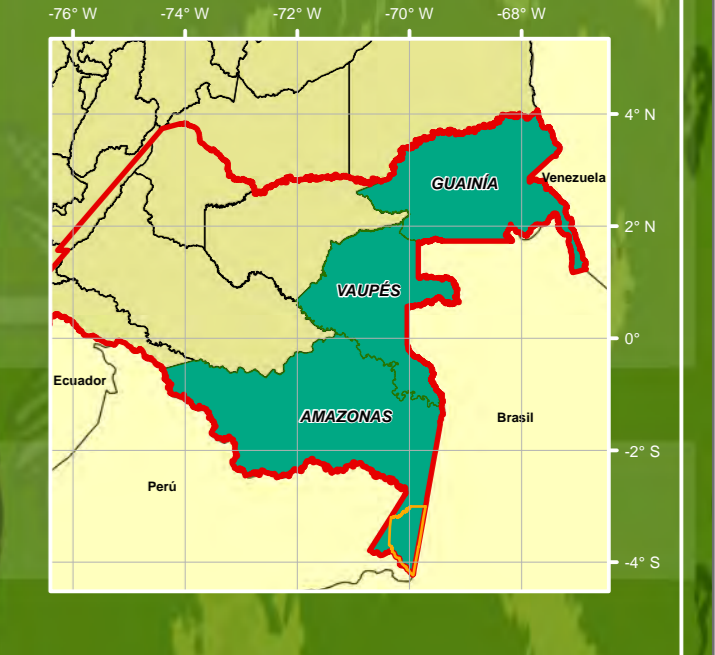 -76° W -74° W -72° W -70° W -68° W
4° N
GUAINÍA
Venezuela
2° N
VAUPÉS
0°
Ecuador
AMAZONAS
Brasil
-2° S
Perú
-4° S